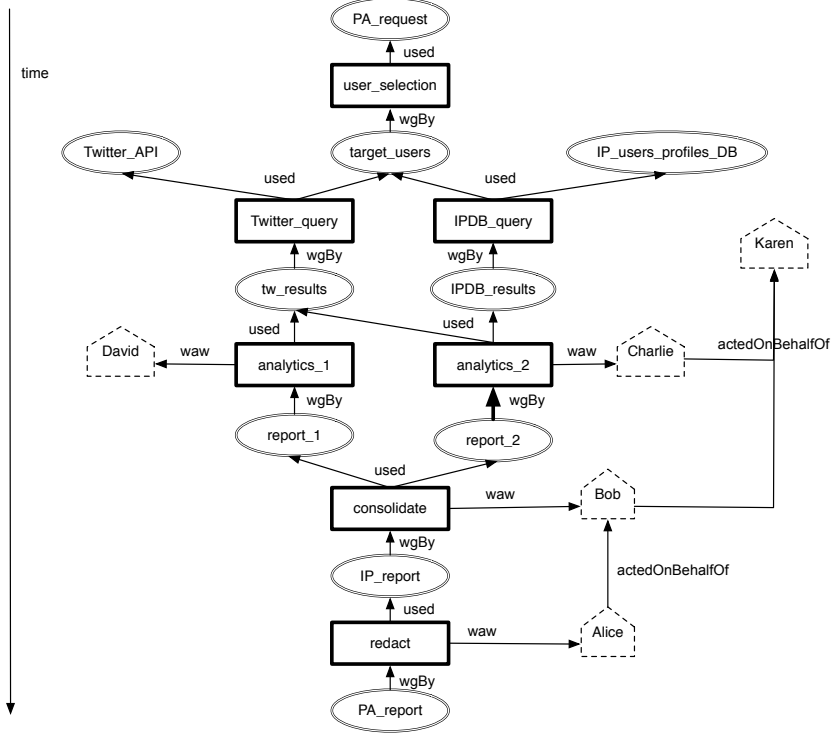 PA_request
used
time
user_selection
wgBy
Twitter_API
target_users
IP_users_profiles_DB
used
used
Twitter_query
IPDB_query
Karen
wgBy
wgBy
tw_results
IPDB_results
used
used
actedOnBehalfOf
David
waw
analytics_1
analytics_2
waw
Charlie
wgBy
wgBy
report_1
report_2
used
consolidate
waw
Bob
wgBy
IP_report
actedOnBehalfOf
used
redact
waw
Alice
wgBy
PA_report